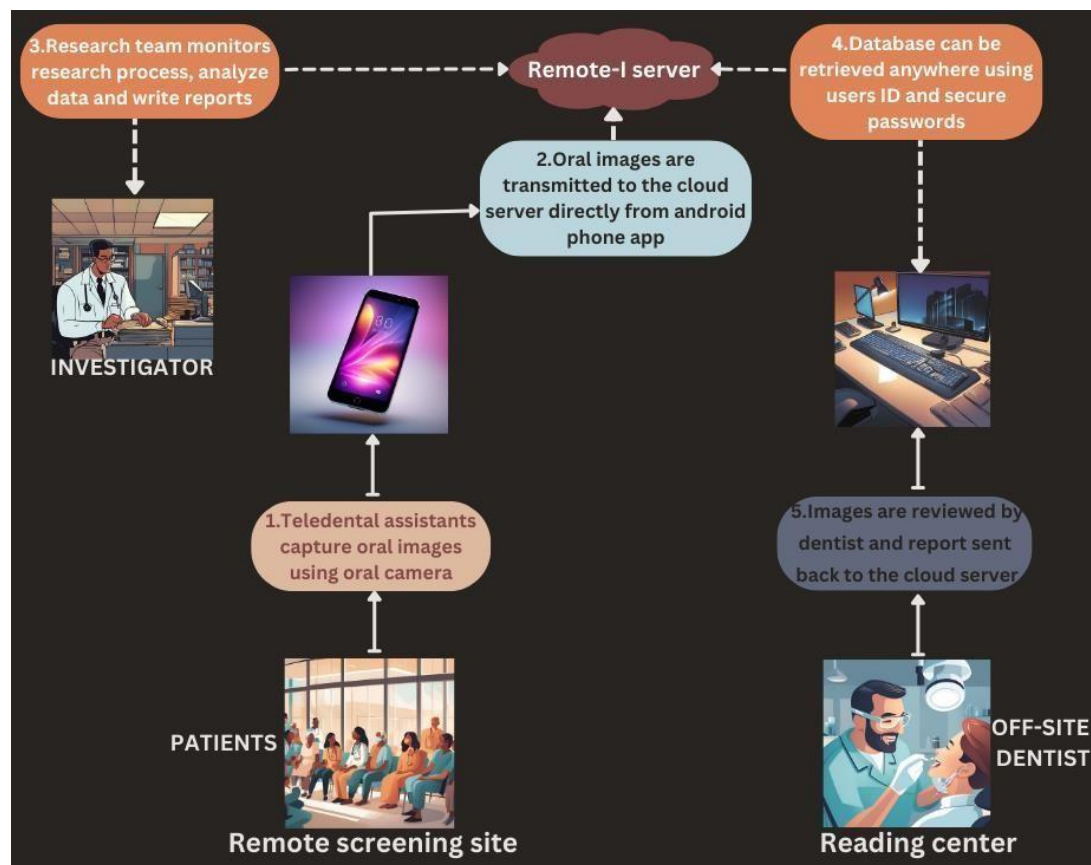 3.Research team monitors
research process, analyze
data and write reports
Remote-I server
4.Database can be
retrieved anywhere using
users ID and secure
passwords
2.Oral images are
transmitted to the cloud
server directly from android
phone app
INVESTIGATOR
1.Teledental assistants
capture oral images
using oral camera
5.Images are reviewed by
dentist and report sent
back to the cloud server
PATIENTS
OFF-SITE
DENTIST
Remote screening site
Reading center